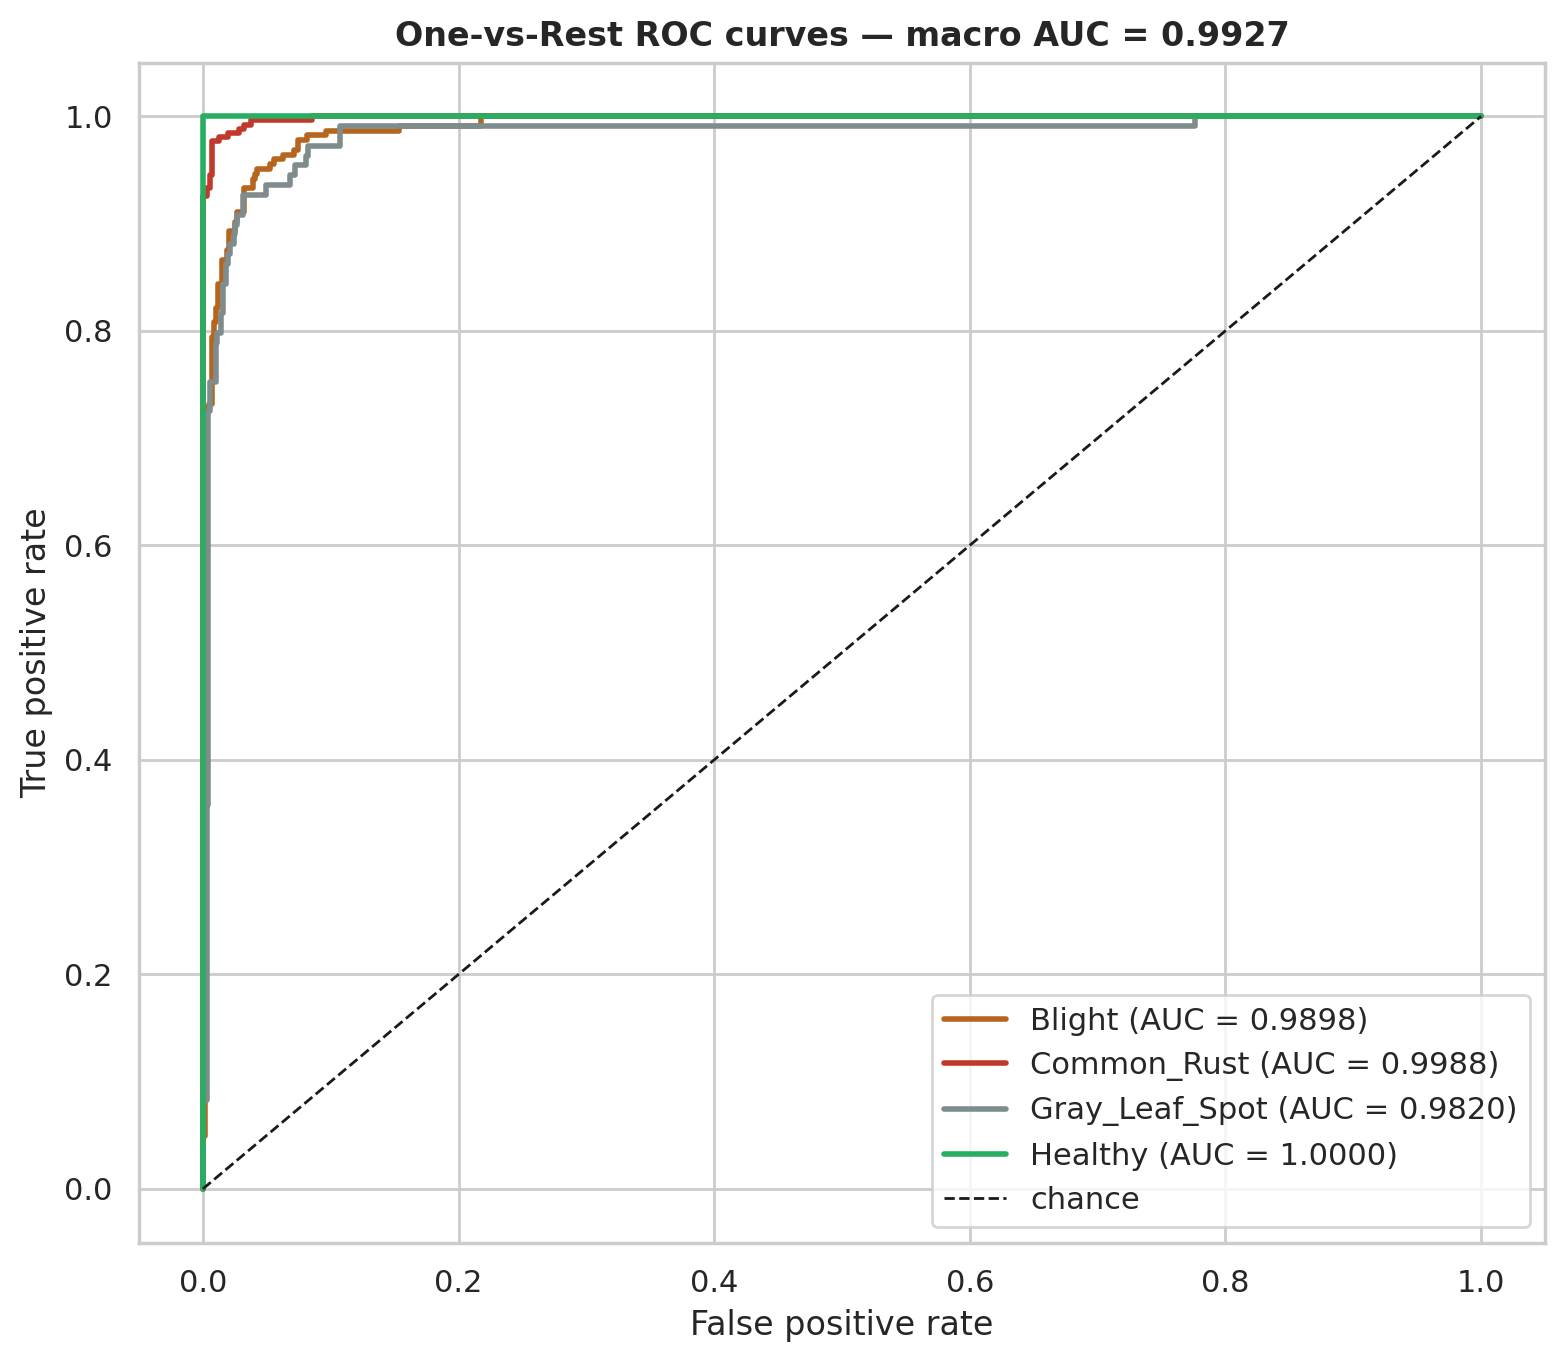 One-vs-Rest ROC curves — macro AUC = 0.9927
True positive rate
1.0
0.8
0.6
0.4
0.2
0.0
Blight (AUC = 0.9898)
Common_Rust (AUC = 0.9988)
Gray_Leaf_Spot (AUC = 0.9820)
Healthy (AUC = 1.0000)
chance
0.0 0.2 0.4 0.6 0.8 1.0
False positive rate